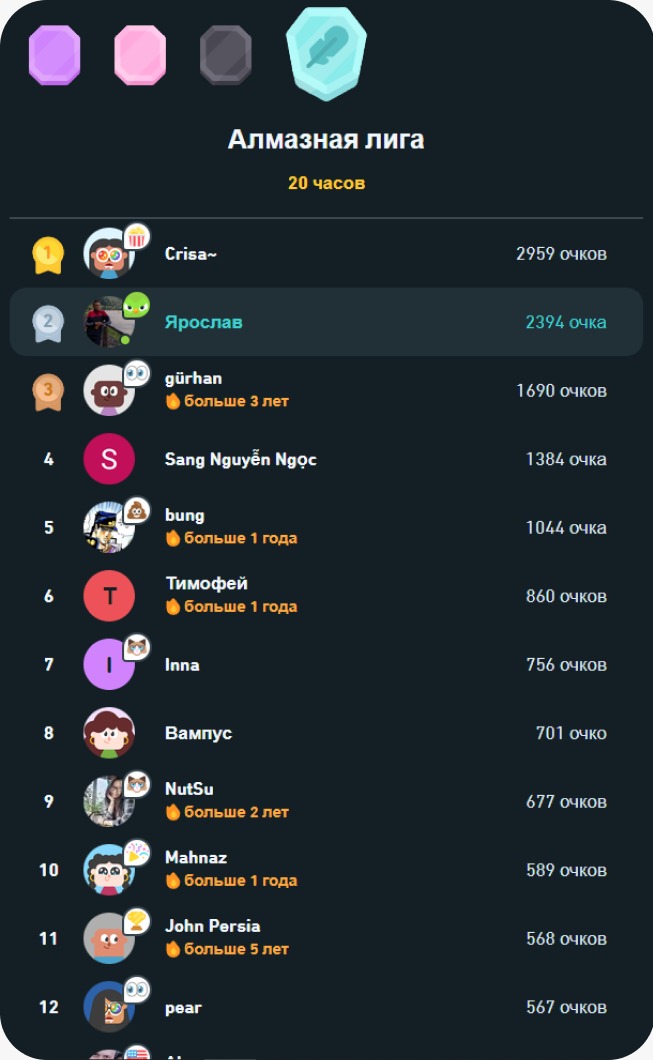 Алмазная лига
20 часов
1 Crisa~ 2959 очков
2 Ярослав 2394 очка
3 gürhan 1690 очков
больше 3 лет
4 S Sang Nguyễn Ngọc 1384 очка
5 bung 1044 очка
больше 1 года
6 Т Тимофей 860 очков
больше 1 года
7 I Inna 756 очков
8 Вампус 701 очко
9 NutSu 677 очков
больше 2 лет
10 Mahnaz 589 очков
больше 1 года
11 John Persia 568 очков
больше 5 лет
12 pear 567 очков